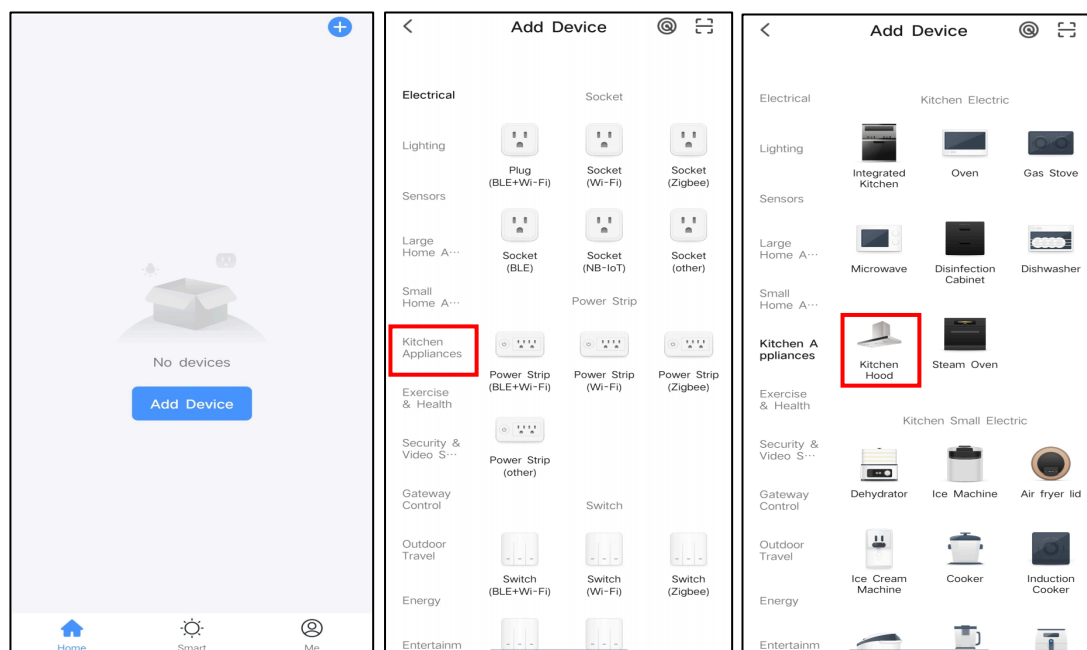 No devices
Add Device
Home
Smart
Me
Add Device
Electrical
Lighting
Sensors
Large
Home A···
Small
Home A···
Kitchen
Appliances
Exercise
& Health
Security &
Video S···
Gateway
Control
Outdoor
Travel
Energy
Entertainm
Socket
Plug
(BLE+Wi-Fi)
Socket
(Wi-Fi)
Socket
(Zigbee)
Socket
(BLE)
Socket
(NB-IoT)
Socket
(other)
Power Strip
Power Strip
(BLE+Wi-Fi)
Power Strip
(Wi-Fi)
Power Strip
(Zigbee)
Power Strip
(other)
Switch
Switch
(BLE+Wi-Fi)
Switch
(Wi-Fi)
Switch
(Zigbee)
Add Device
Electrical
Lighting
Sensors
Large
Home A···
Small
Home A···
Kitchen A
ppliances
Exercise
& Health
Security &
Video S···
Gateway
Control
Outdoor
Travel
Energy
Entertainm
Kitchen Electric
Integrated
Kitchen
Oven
Gas Stove
Microwave
Disinfection
Cabinet
Dishwasher
Kitchen
Hood
Steam Oven
Kitchen Small Electric
Dehydrator
Ice Machine
Air fryer lid
Ice Cream
Machine
Cooker
Induction
Cooker